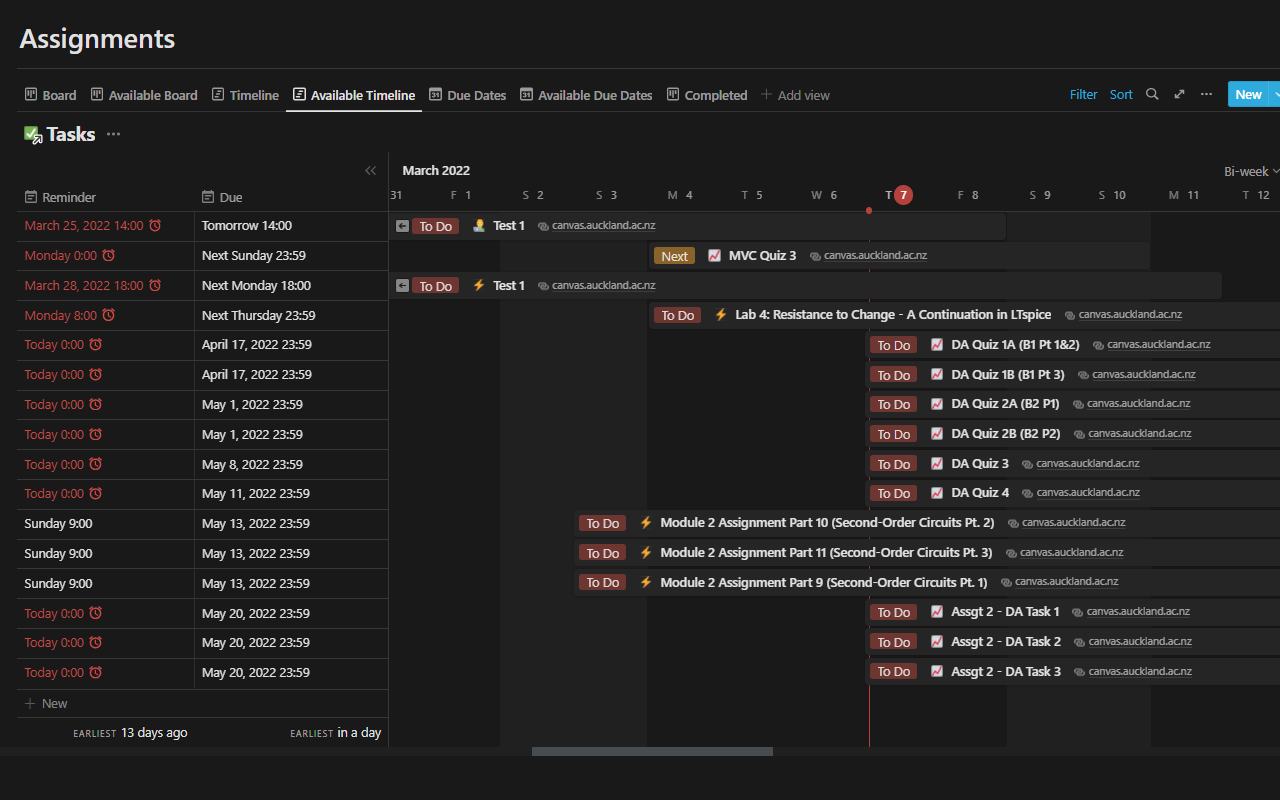 Assignments
Board Available Board Timeline Available Timeline Due Dates Available Due Dates Completed Add view Filter Sort New
Tasks
March 2022 Bi-week
Reminder Due 31 F 1 S 2 S 3 M 4 T 5 W 6 T 7 F 8 S 9 S 10 M 11 T 12
March 25, 2022 14:00 Tomorrow 14:00 To Do Test 1 canvas.auckland.ac.nz
Monday 0:00 Next Sunday 23:59 Next MVC Quiz 3 canvas.auckland.ac.nz
March 28, 2022 18:00 Next Monday 18:00 To Do Test 1 canvas.auckland.ac.nz
Monday 8:00 Next Thursday 23:59 To Do Lab 4: Resistance to Change - A Continuation in LTspice canvas.auckland.ac.nz
Today 0:00 April 17, 2022 23:59 To Do DA Quiz 1A (B1 Pt 1&2) canvas.auckland.ac.nz
Today 0:00 April 17, 2022 23:59 To Do DA Quiz 1B (B1 Pt 3) canvas.auckland.ac.nz
Today 0:00 May 1, 2022 23:59 To Do DA Quiz 2A (B2 P1) canvas.auckland.ac.nz
Today 0:00 May 1, 2022 23:59 To Do DA Quiz 2B (B2 P2) canvas.auckland.ac.nz
Today 0:00 May 8, 2022 23:59 To Do DA Quiz 3 canvas.auckland.ac.nz
Today 0:00 May 11, 2022 23:59 To Do DA Quiz 4 canvas.auckland.ac.nz
Sunday 9:00 May 13, 2022 23:59 To Do Module 2 Assignment Part 10 (Second-Order Circuits Pt. 2) canvas.auckland.ac.nz
Sunday 9:00 May 13, 2022 23:59 To Do Module 2 Assignment Part 11 (Second-Order Circuits Pt. 3) canvas.auckland.ac.nz
Sunday 9:00 May 13, 2022 23:59 To Do Module 2 Assignment Part 9 (Second-Order Circuits Pt. 1) canvas.auckland.ac.nz
Today 0:00 May 20, 2022 23:59 To Do Assgt 2 - DA Task 1 canvas.auckland.ac.nz
Today 0:00 May 20, 2022 23:59 To Do Assgt 2 - DA Task 2 canvas.auckland.ac.nz
Today 0:00 May 20, 2022 23:59 To Do Assgt 2 - DA Task 3 canvas.auckland.ac.nz
New
EARLIEST 13 days ago EARLIEST in a day